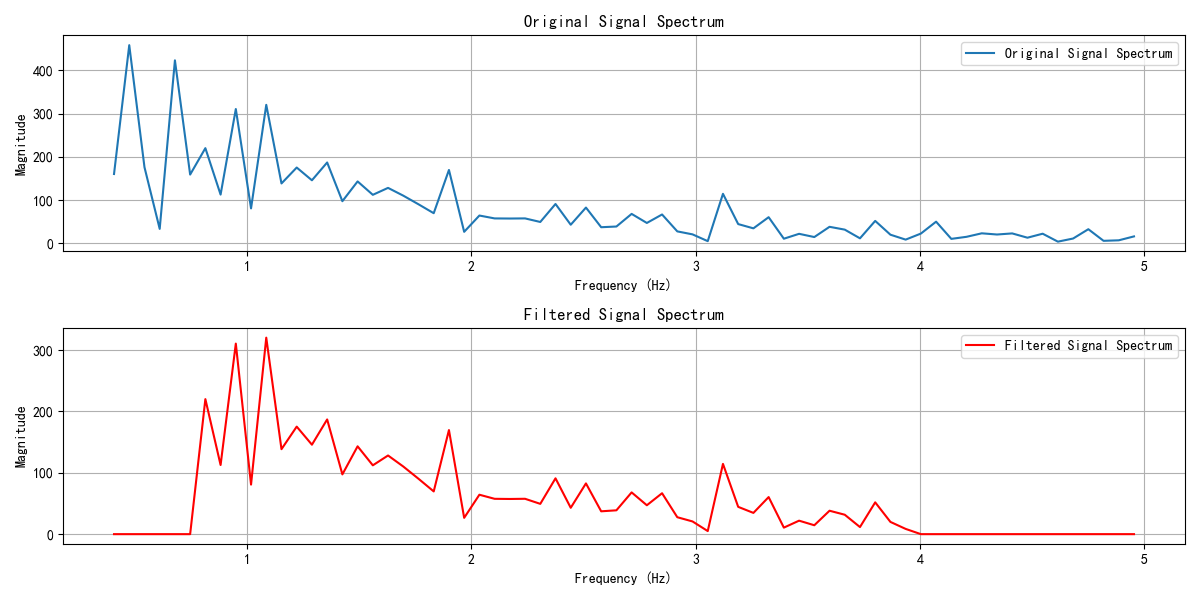 Original Signal Spectrum
Original Signal Spectrum
Magnitude
400
300
200
100
0
1 2 3 4 5
Frequency (Hz)
Filtered Signal Spectrum
Filtered Signal Spectrum
Magnitude
300
200
100
0
1 2 3 4 5
Frequency (Hz)